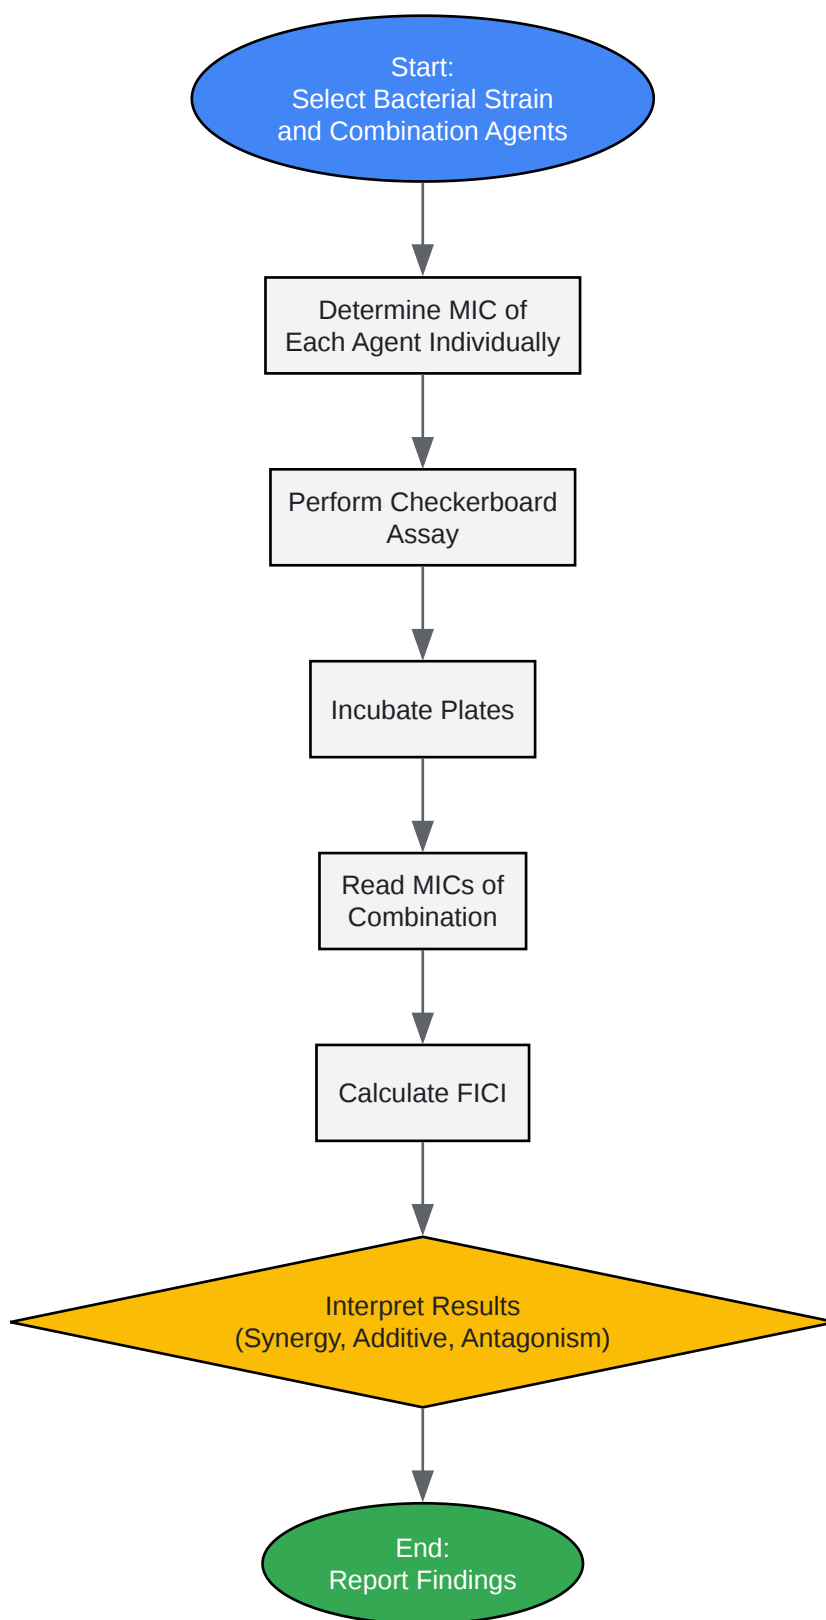 Start:
Select Bacterial Strain
and Combination Agents
Determine MIC of
Each Agent Individually
Perform Checkerboard
Assay
Incubate Plates
Read MICs of
Combination
Calculate FICI
Interpret Results
(Synergy, Additive, Antagonism)
End:
Report Findings